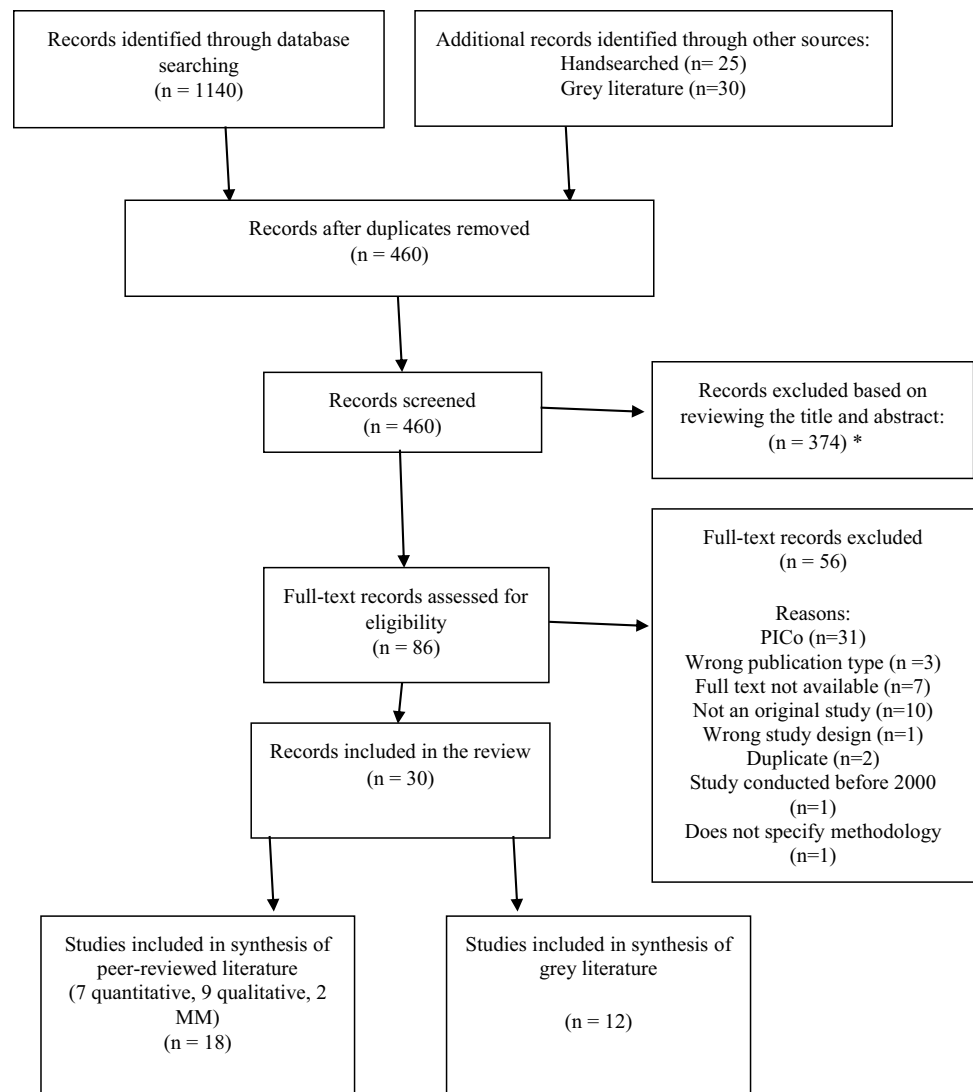 Records identified through database
searching
(n = 1140)
Additional records identified through other sources:
Handsearched (n= 25)
Grey literature (n=30)
Records after duplicates removed
(n = 460)
Records screened
(n = 460)
Records excluded based on
reviewing the title and abstract:
(n = 374) *
Full-text records assessed for
eligibility
(n = 86)
Full-text records excluded
(n = 56)
Reasons:
PICo (n=31)
Wrong publication type (n =3)
Full text not available (n=7)
Not an original study (n=10)
Wrong study design (n=1)
Duplicate (n=2)
Study conducted before 2000
(n=1)
Does not specify methodology
(n=1)
Records included in the review
(n = 30)
Studies included in synthesis of
peer-reviewed literature
(7 quantitative, 9 qualitative, 2
MM)
(n = 18)
Studies included in synthesis of
grey literature
(n = 12)